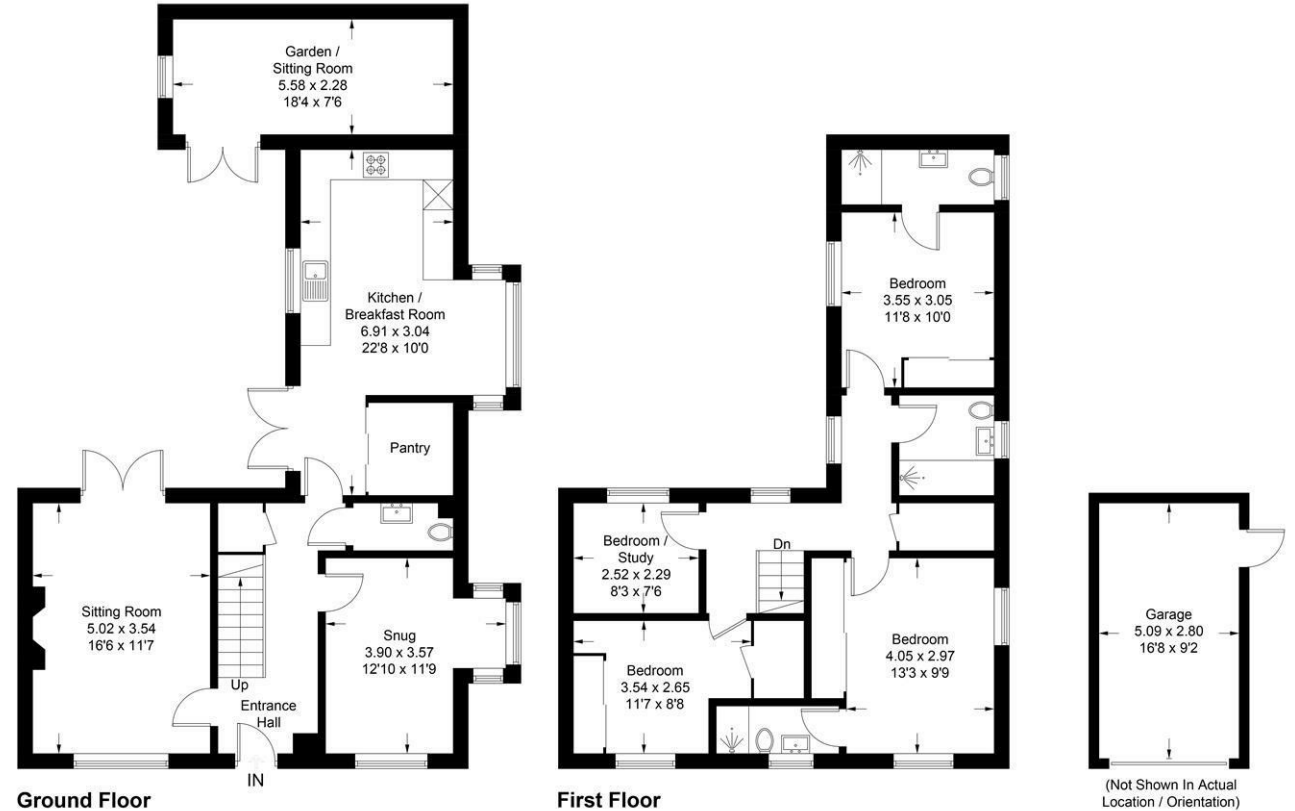 Garden /
Sitting Room
5.58 x 2.28
18'4 x 7'6
Kitchen /
Breakfast Room
6.91 x 3.04
22'8 x 10'0
Pantry
Sitting Room
5.02 x 3.54
16'6 x 11'7
Up
Entrance
Hall
Snug
3.90 x 3.57
12'10 x 11'9
IN
Ground Floor
Bedroom
3.55 x 3.05
11'8 x 10'0
Bedroom /
Study
2.52 x 2.29
8'3 x 7'6
Dn
Bedroom
3.54 x 2.65
11'7 x 8'8
Bedroom
4.05 x 2.97
13'3 x 9'9
First Floor
Garage
5.09 x 2.80
16'8 x 9'2
(Not Shown In Actual
Location / Orientation)